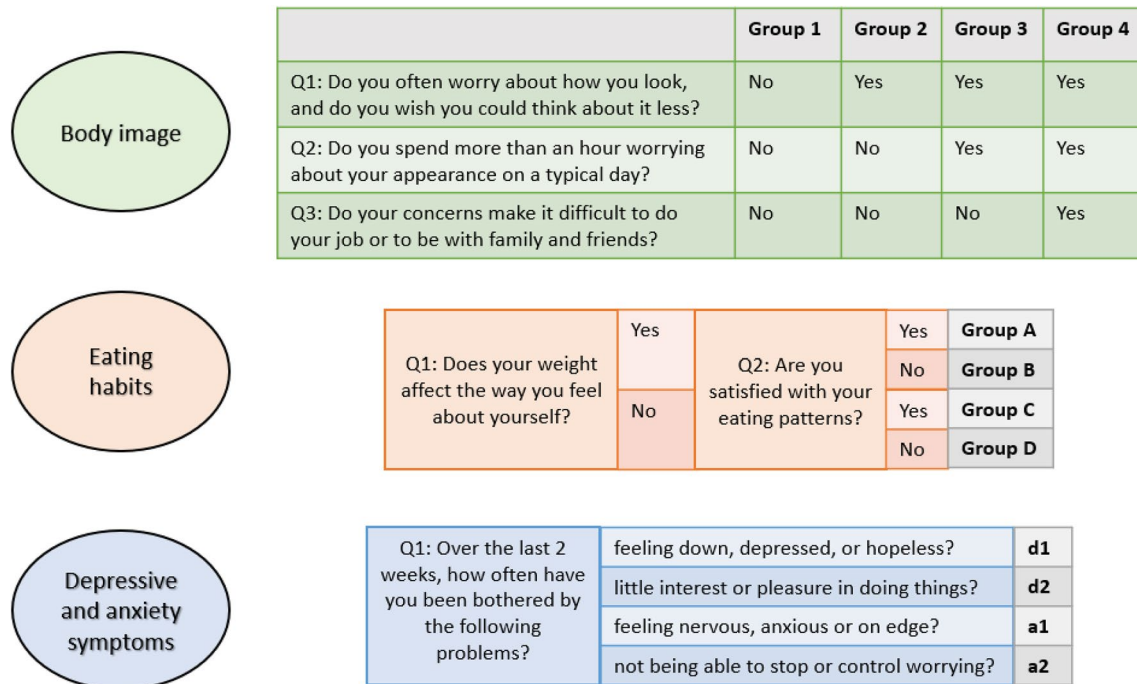 Group 1 Group 2 Group 3 Group 4
Body image
Q1: Do you often worry about how you look,
and do you wish you could think about it less?
No Yes Yes Yes
Q2: Do you spend more than an hour worrying
about your appearance on a typical day?
No No Yes Yes
Q3: Do your concerns make it difficult to do
your job or to be with family and friends?
No No No Yes
Eating
habits
Q1: Does your weight
affect the way you feel
about yourself?
Yes
No
Q2: Are you
satisfied with your
eating patterns?
Yes Group A
No Group B
Yes Group C
No Group D
Depressive
and anxiety
symptoms
Q1: Over the last 2
weeks, how often have
you been bothered by
the following
problems?
feeling down, depressed, or hopeless? d1
little interest or pleasure in doing things? d2
feeling nervous, anxious or on edge? a1
not being able to stop or control worrying? a2